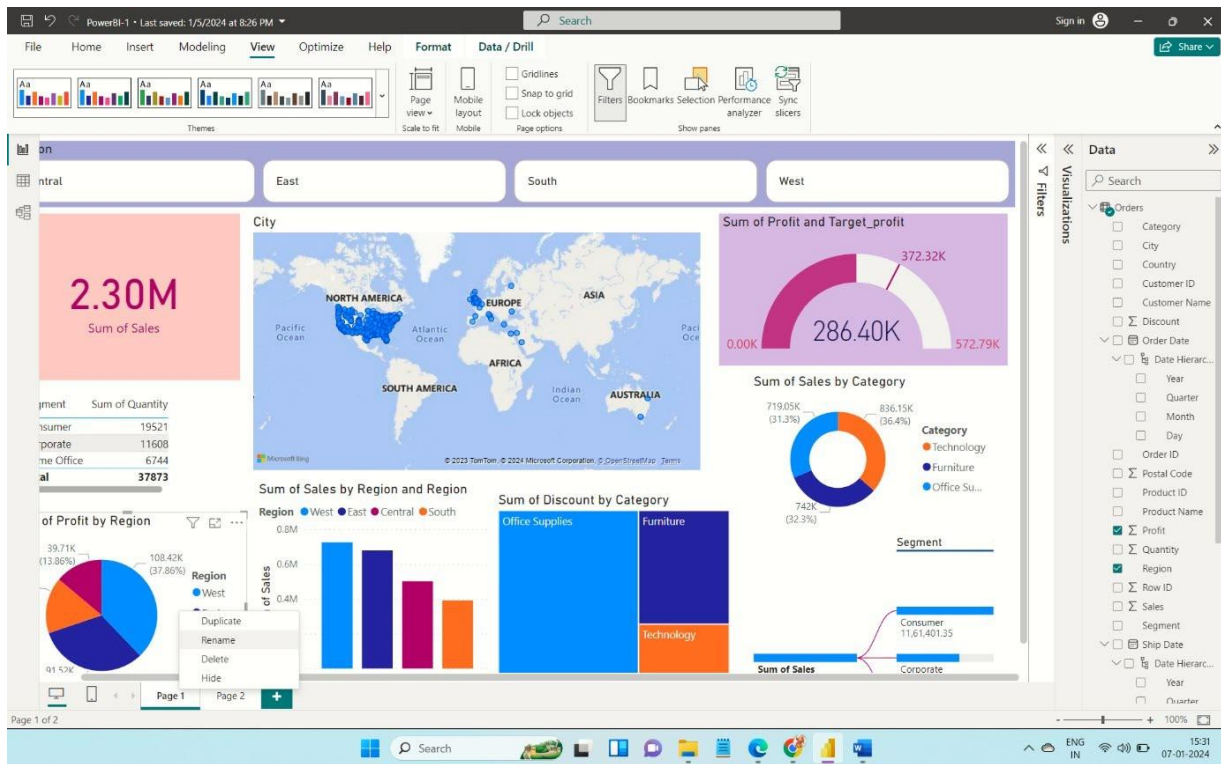 PowerBI-1 • Last saved: 1/5/2024 at 8:26 PM
Search
Sign in
File Home Insert Modeling View Optimize Help Format Data / Drill
Share
Aa Aa Aa Aa Aa Aa
Themes
Page view
Scale to fit
Mobile layout
Mobile
Gridlines
Snap to grid
Lock objects
Page options
Filters
Bookmarks
Selection
Performance analyzer
Sync slicers
Show panes
on
ntral
East
South
West
2.30M
Sum of Sales
City
NORTH AMERICA
EUROPE
ASIA
Pacific Ocean
Atlantic Ocean
Paci
Oce
AFRICA
SOUTH AMERICA
Indian Ocean
AUSTRALIA
Microsoft Bing
© 2023 TomTom, © 2024 Microsoft Corporation, © OpenStreetMap Terms
Sum of Profit and Target_profit
372.32K
286.40K
0.00K
572.79K
gment Sum of Quantity
nsumer 19521
rporate 11608
me Office 6744
tal 37873
Sum of Sales by Category
719.05K
(31.3%)
836.15K
(36.4%)
742K
(32.3%)
Category
Technology
Furniture
Office Su...
of Profit by Region
39.71K
(13.86%)
108.42K
(37.86%)
91.52K
Region
West
Duplicate
Rename
Delete
Hide
Sum of Sales by Region and Region
Region West East Central South
0.8M
0.6M
0.4M
of Sales
Sum of Discount by Category
Office Supplies
Furniture
Technology
Segment
Consumer
11,61,401.35
Sum of Sales
Corporate
Filters
Visualizations
Data
Search
Orders
Category
City
Country
Customer ID
Customer Name
Discount
Order Date
Date Hierarc...
Year
Quarter
Month
Day
Order ID
Postal Code
Product ID
Product Name
Profit
Quantity
Region
Row ID
Sales
Segment
Ship Date
Date Hierarc...
Year
Quarter
Page 1 Page 2 +
Page 1 of 2
- + 100%
Search
ENG
IN
15:31
07-01-2024